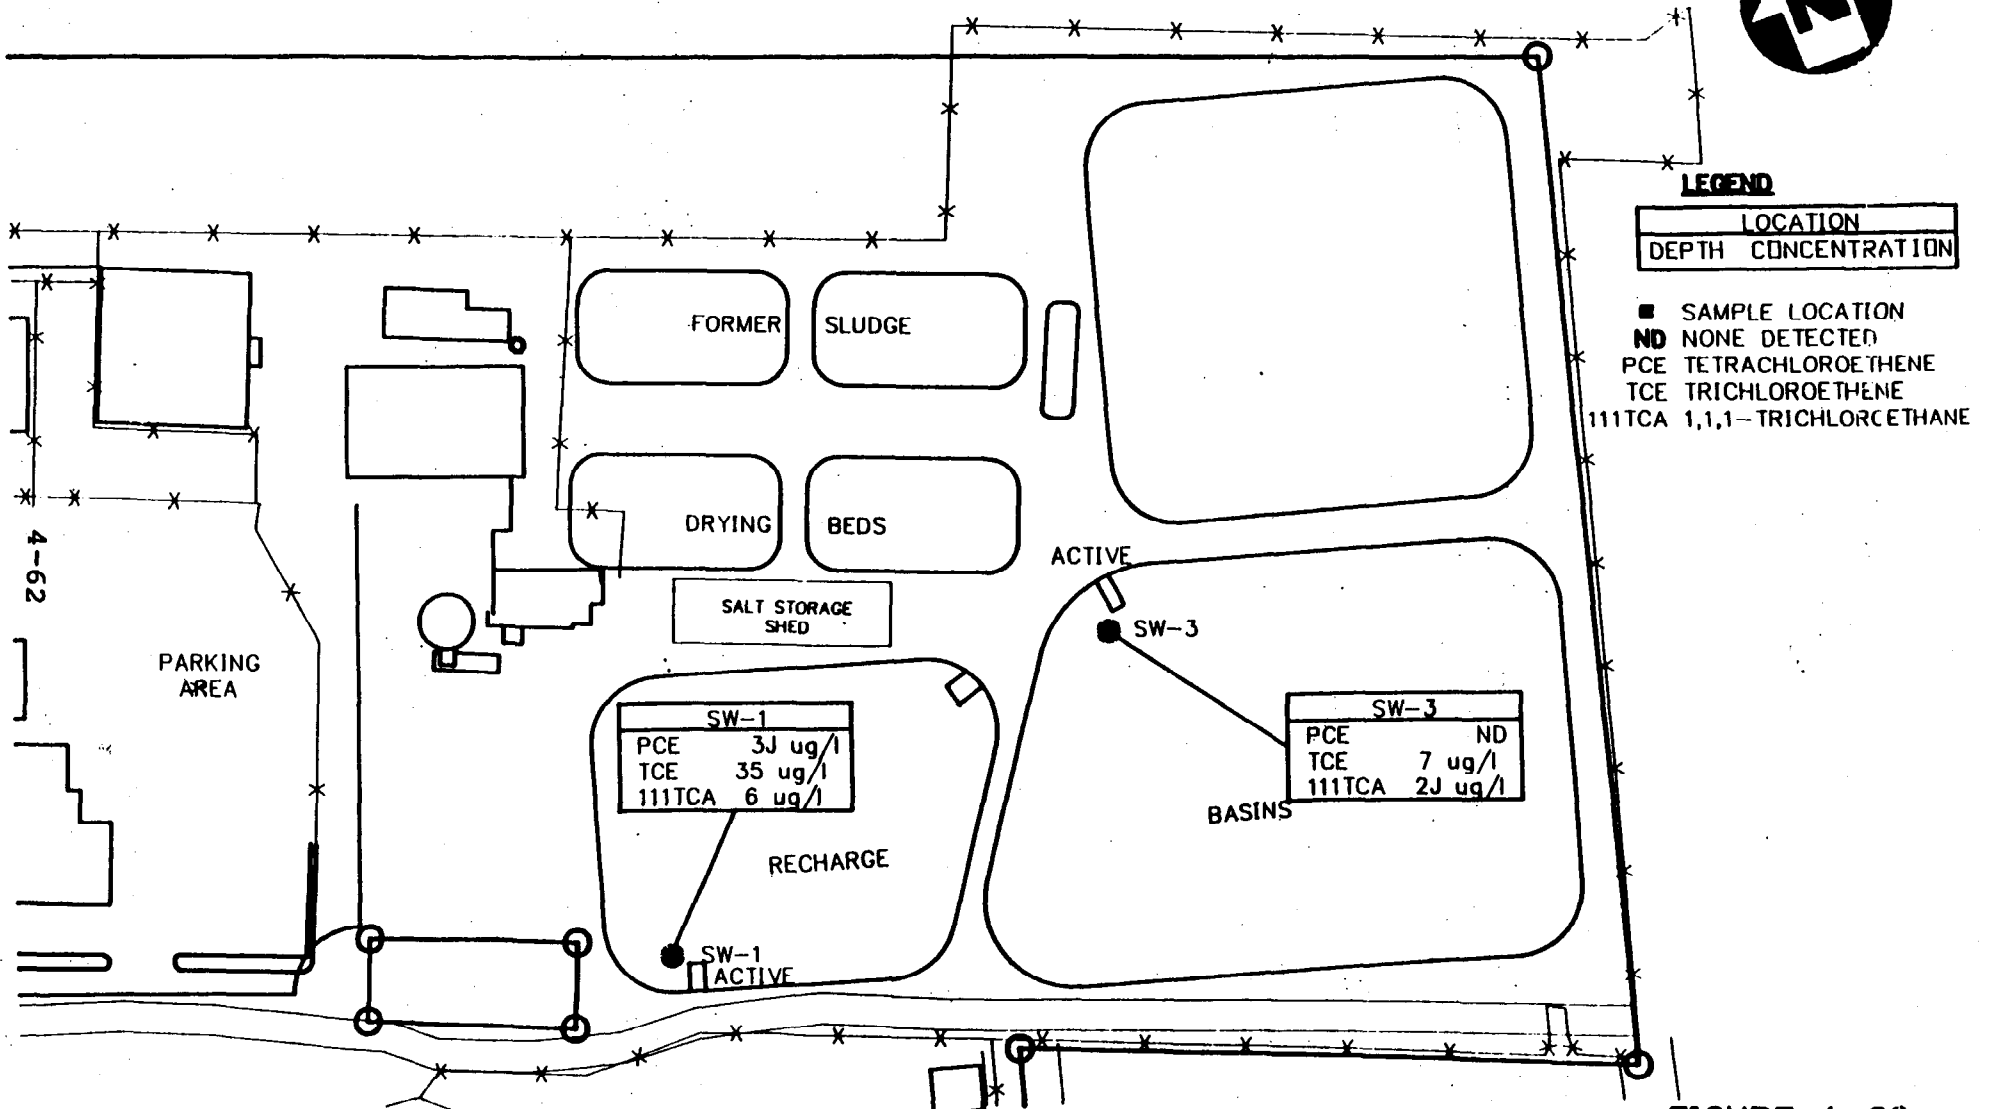 N
LEGEND
LOCATION
DEPTH CONCENTRATION
SAMPLE LOCATION
ND NONE DETECTED
PCE TETRACHLOROETHENE
TCE TRICHLOROETHENE
111TCA 1,1,1-TRICHLOROETHANE
FORMER SLUDGE
DRYING BEDS
SALT STORAGE
SHED
4-62
PARKING
AREA
ACTIVE
SW-3
SW-1
PCE 3J ug/l
TCE 35 ug/l
111TCA 6 ug/l
SW-3
PCE ND
TCE 7 ug/l
111TCA 2J ug/l
BASINS
RECHARGE
SW-1
ACTIVE